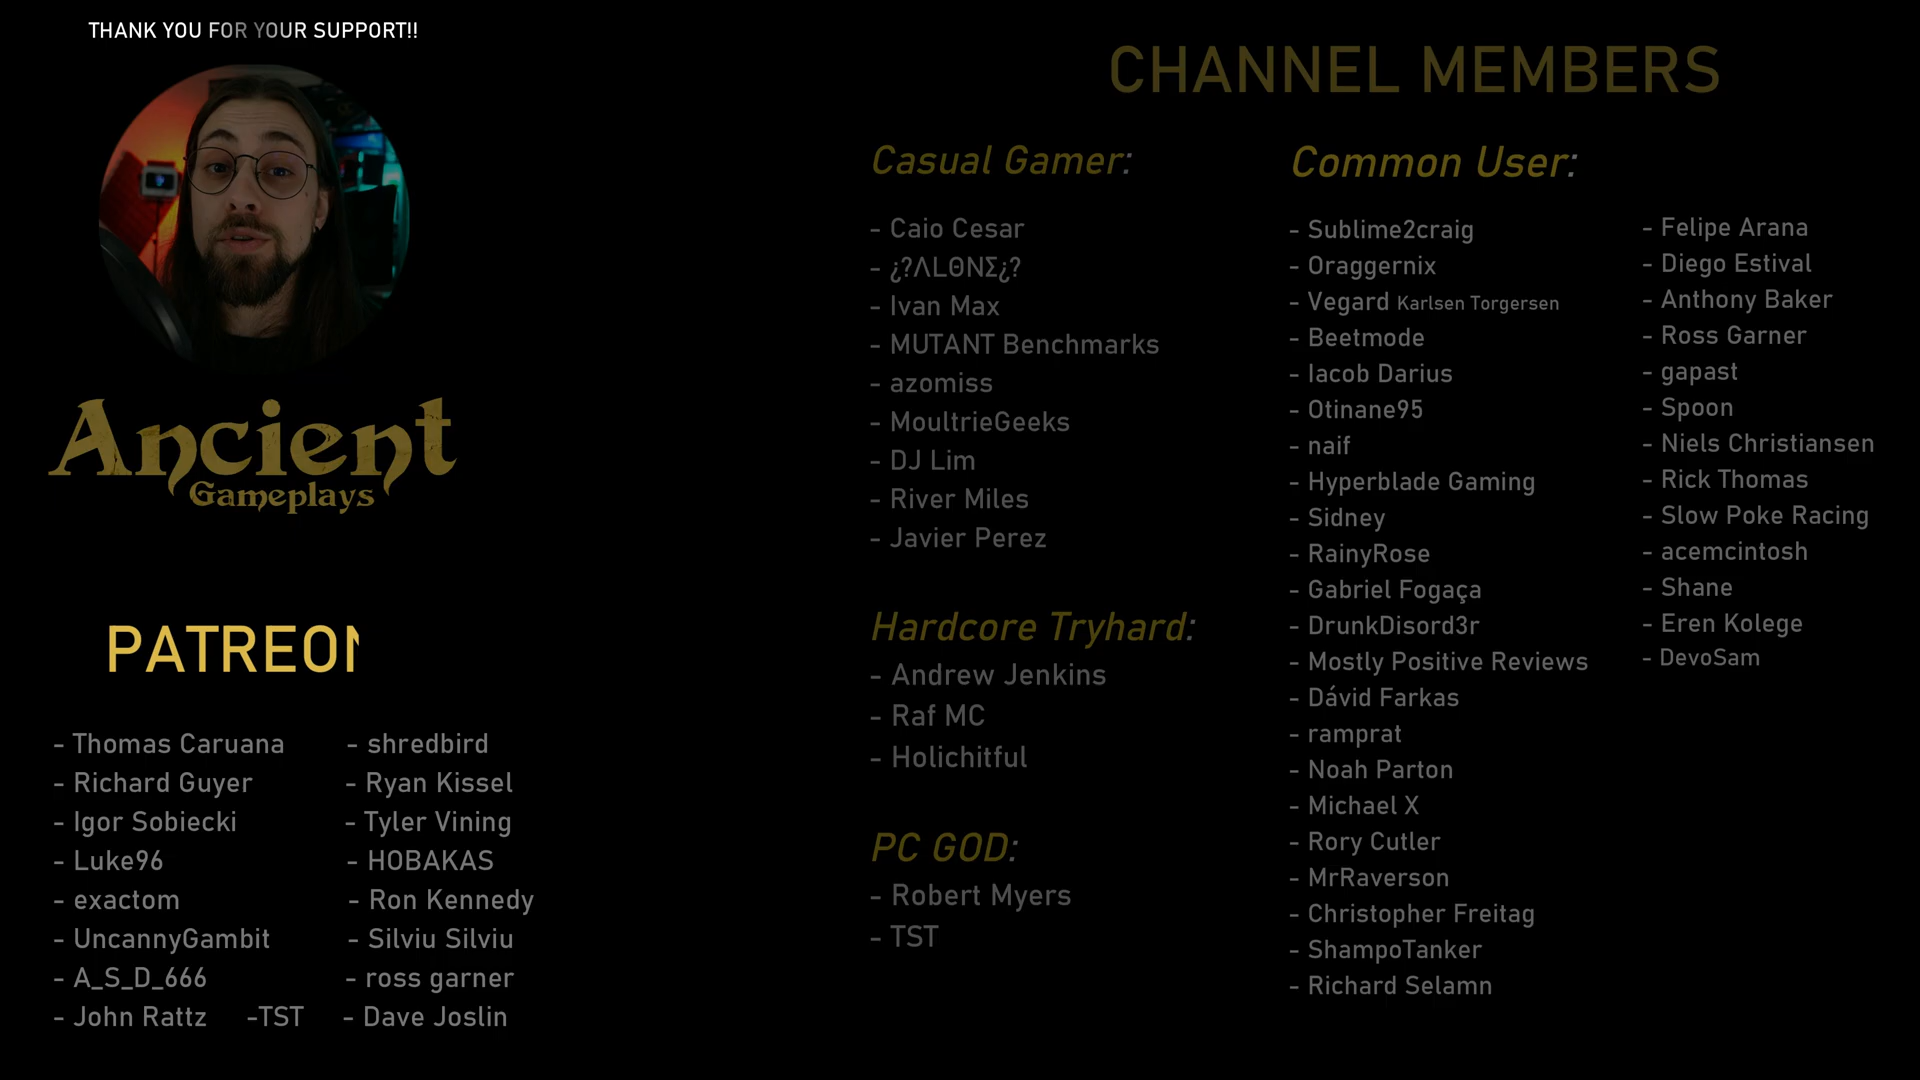 THANK YOU FOR YOUR SUPPORT!!
Ancient
Gameplays
PATREON
- Thomas Caruana
- Richard Guyer
- Igor Sobiecki
- Luke96
- exactom
- UncannyGambit
- A_S_D_666
- John Rattz
-TST
- shredbird
- Ryan Kissel
- Tyler Vining
- HOBAKAS
- Ron Kennedy
- Silviu Silviu
- ross garner
- Dave Joslin
CHANNEL MEMBERS
Casual Gamer:
- Caio Cesar
- ¿?ΛLΘNΣ¿?
- Ivan Max
- MUTANT Benchmarks
- azomiss
- MoultrieGeeks
- DJ Lim
- River Miles
- Javier Perez
Hardcore Tryhard:
- Andrew Jenkins
- Raf MC
- Holichitful
PC GOD:
- Robert Myers
- TST
Common User:
- Sublime2craig
- Oraggernix
- Vegard Karlsen Torgersen
- Beetmode
- Iacob Darius
- Otinane95
- naif
- Hyperblade Gaming
- Sidney
- RainyRose
- Gabriel Fogaça
- DrunkDisord3r
- Mostly Positive Reviews
- Dávid Farkas
- ramprat
- Noah Parton
- Michael X
- Rory Cutler
- MrRaverson
- Christopher Freitag
- ShampoTanker
- Richard Selamn
- Felipe Arana
- Diego Estival
- Anthony Baker
- Ross Garner
- gapast
- Spoon
- Niels Christiansen
- Rick Thomas
- Slow Poke Racing
- acemcintosh
- Shane
- Eren Kolege
- DevoSam